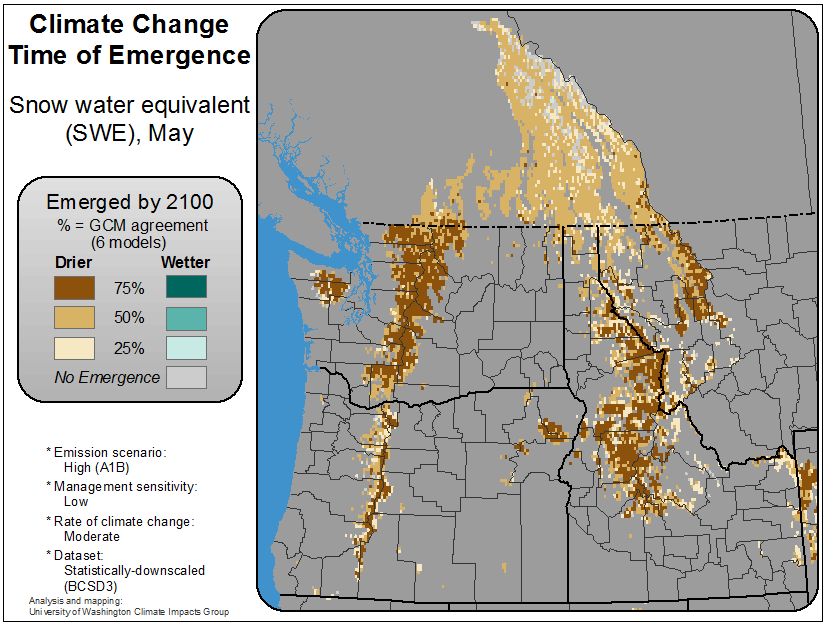 Climate Change
Time of Emergence
Snow water equivalent
(SWE), May
Emerged by 2100
% = GCM agreement
(6 models)
Drier Wetter
75%
50%
25%
No Emergence
* Emission scenario:
High (A1B)
* Management sensitivity:
Low
* Rate of climate change:
Moderate
* Dataset:
Statistically-downscaled
(BCSD3)
Analysis and mapping:
University of Washington Climate Impacts Group